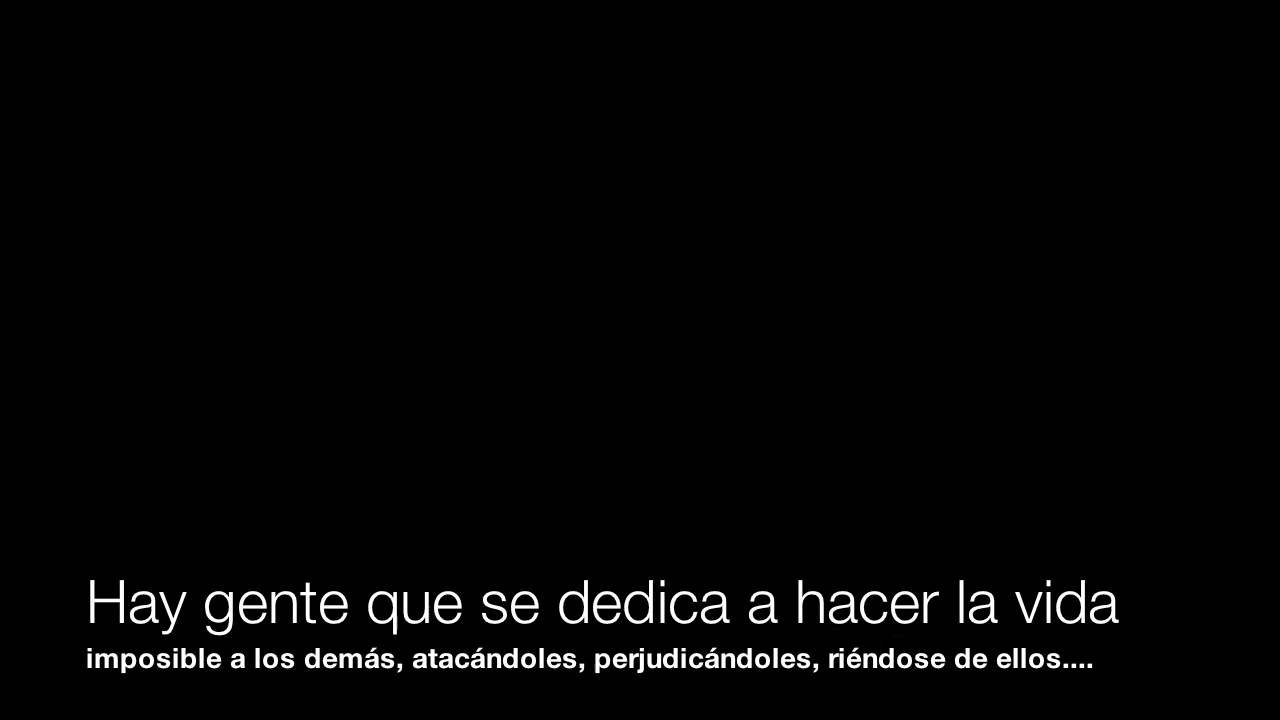 Hay gente que se dedica a hacer la vida
imposible a los demás, atacándoles, perjudicándoles, riéndose de ellos....